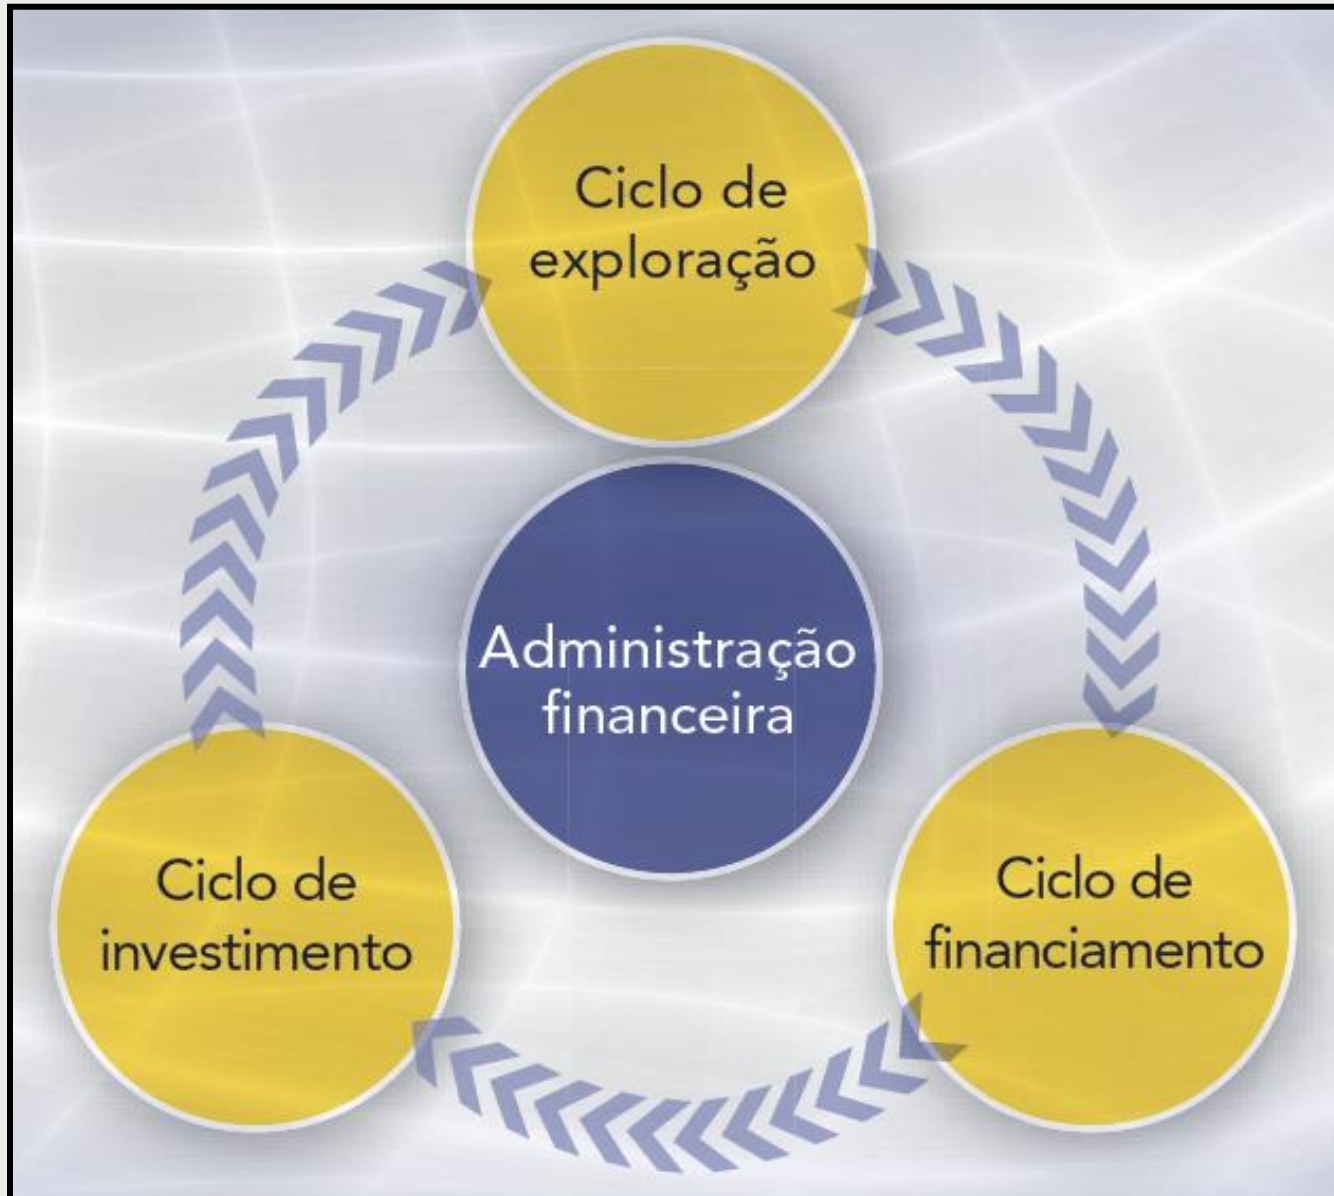 Ciclo de
exploração
Administração
financeira
Ciclo de
investimento
Ciclo de
financiamento